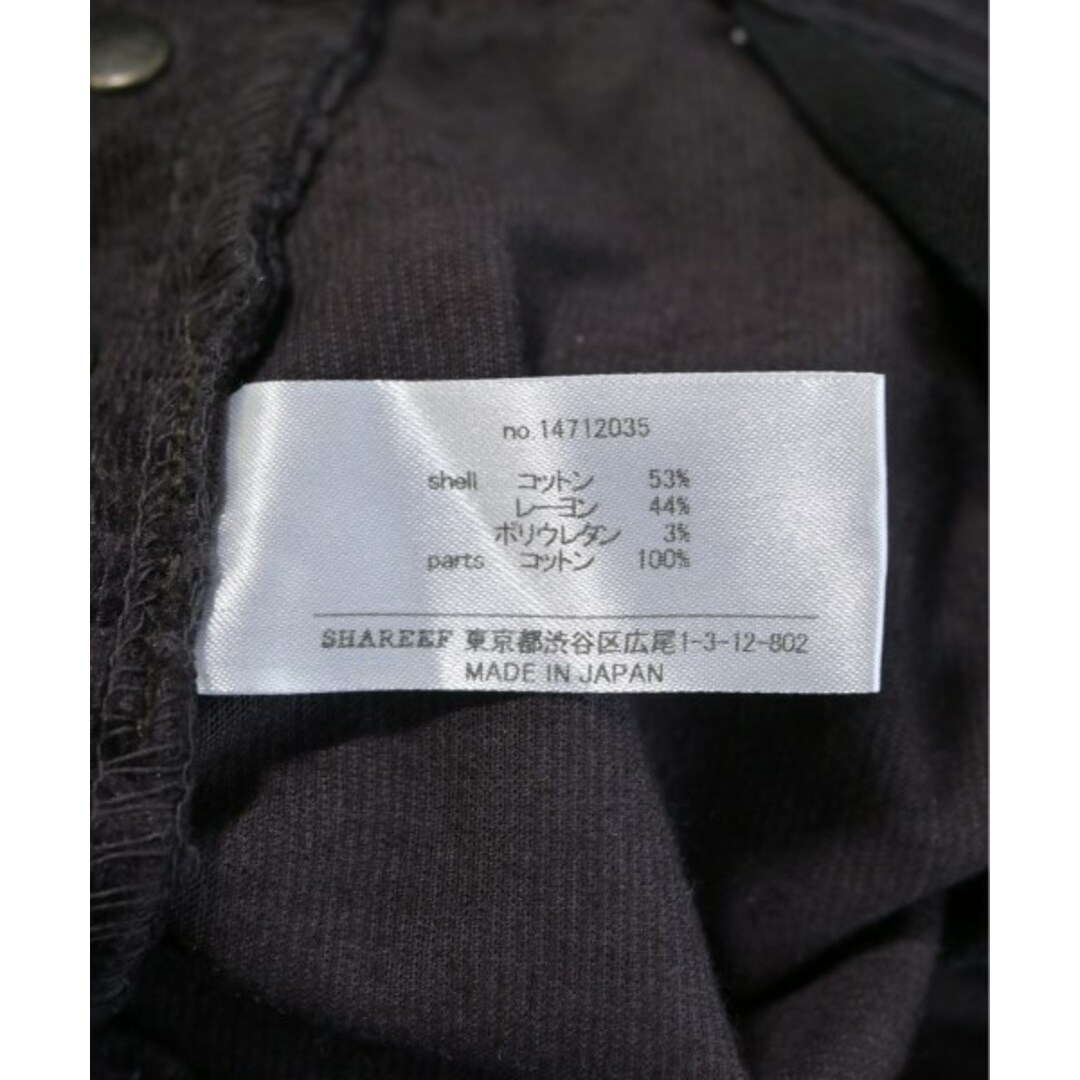 no.14712035
shell コットン 53%
レーヨン 44%
ポリウレタン 3%
parts コットン 100%
SHAREEF 東京都渋谷区広尾1-3-12-802
MADE IN JAPAN